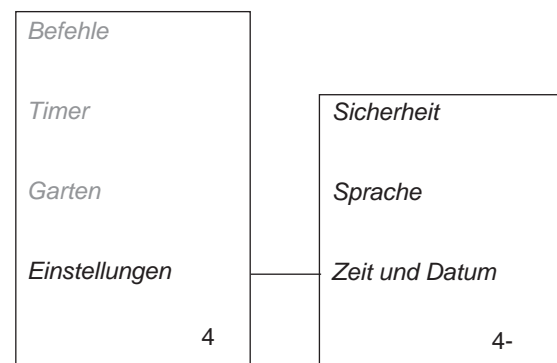 Befehle
Timer
Garten
Einstellungen
4
Sicherheit
Sprache
Zeit und Datum
4-